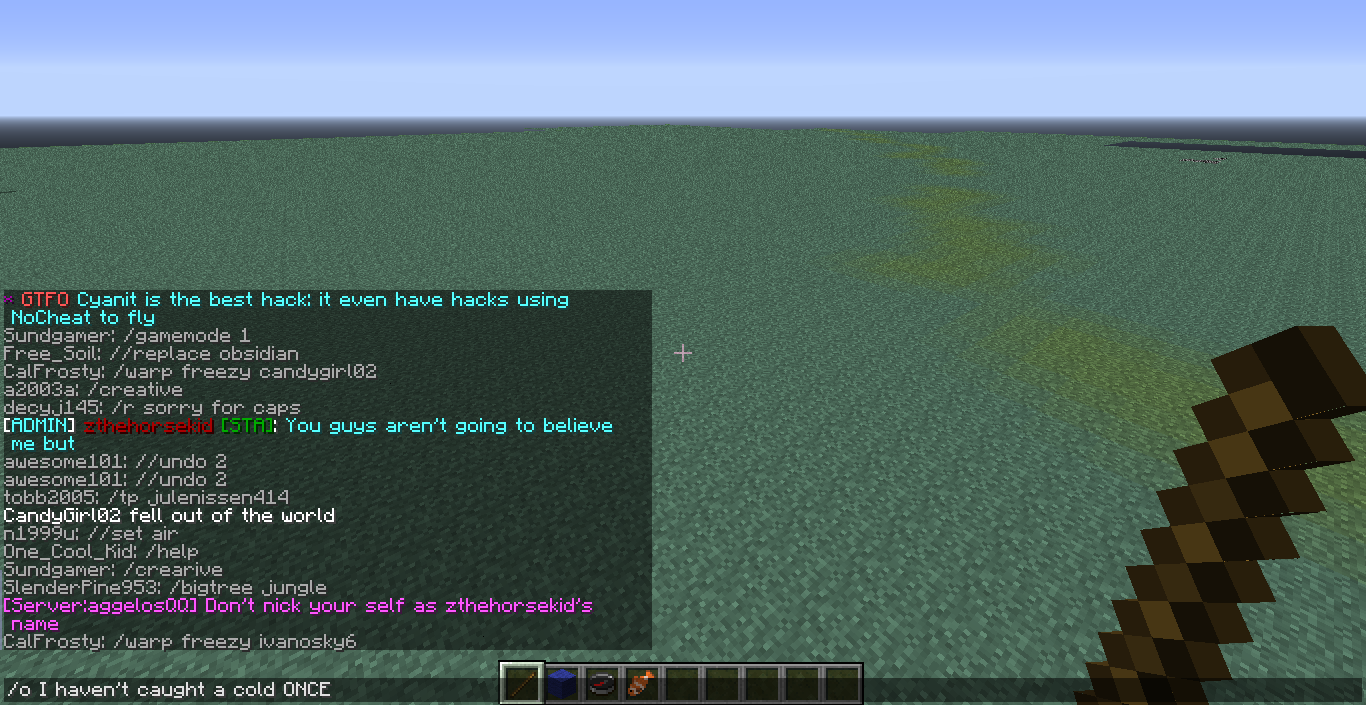 * GTFO Cyanit is the best hack: it even have hacks using
NoCheat to fly
Sundgamer: /gamemode 1
Free_Soil: //replace obsidian
CalFrosty: /warp freezy candygirl02
a2003a: /creative
decyj145: /r sorry for caps
[ADMIN] zthehorsekid [STA]: You guys aren't going to believe
me but
awesome101: //undo 2
awesome101: //undo 2
tobb2005: /tp julenissen414
CandyGirl02 fell out of the world
n1999u: //set air
One_Cool_Kid: /help
Sundgamer: /crearive
SlenderPine953: /bigtree jungle
[Server:aggelosQQ] Don't nick your self as zthehorsekid's
name
CalFrosty: /warp freezy ivanosky6
/o I haven't caught a cold ONCE